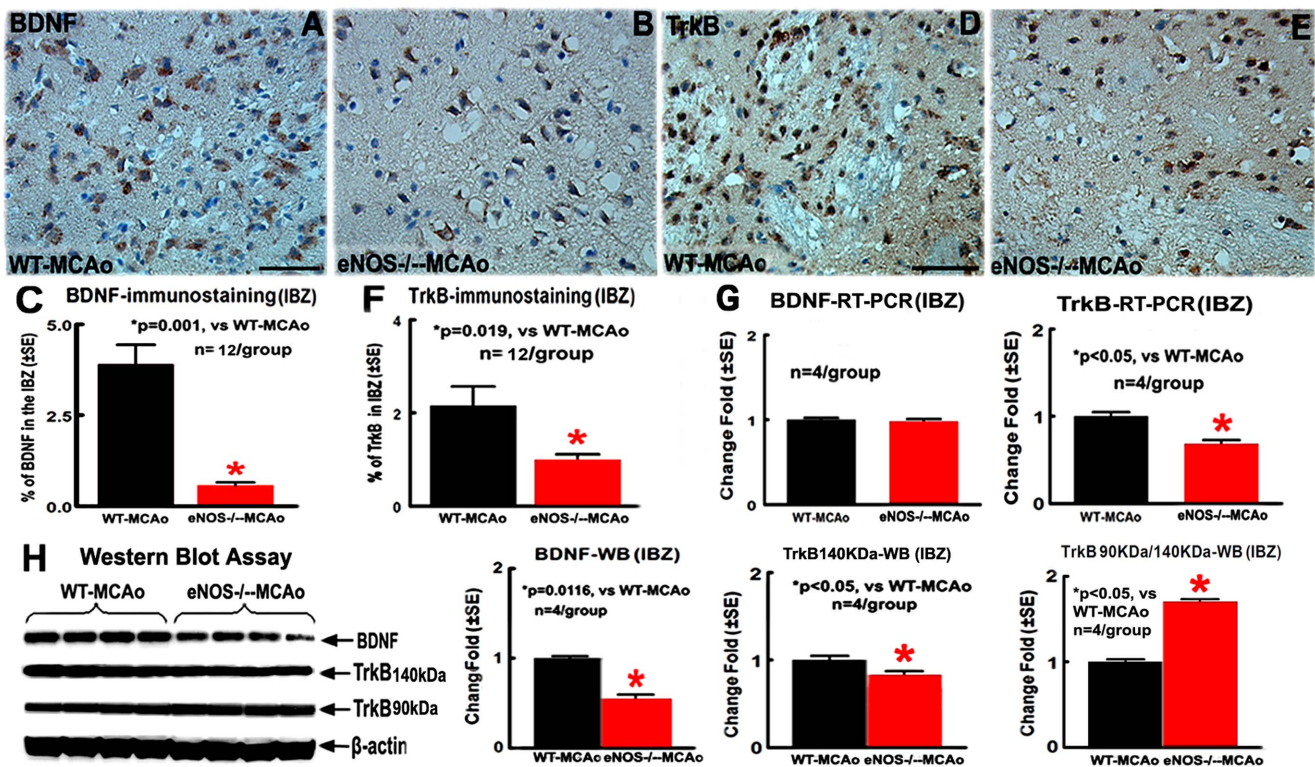 BDNF A
WT-MCAo
B
eNOS-/--MCAo
TrkB D
WT-MCAo
E
eNOS-/--MCAo
C BDNF-immunostaining(IBZ)
% of BDNF in the IBZ (±SE)
5.0
2.5
0.0
*p=0.001, vs WT-MCAo
n= 12/group
*
WT-MCAo eNOS-/--MCAo
F TrkB-immunostaining(IBZ)
% of TrkB in IBZ (±SE)
4
2
0
*p=0.019, vs WT-MCAo
n= 12/group
*
WT-MCAo eNOS-/--MCAo
G BDNF-RT-PCR(IBZ)
Change Fold (±SE)
2
1
0
n=4/group
WT-MCAo eNOS-/--MCAo
TrkB-RT-PCR(IBZ)
Change Fold (±SE)
2
1
0
*p<0.05, vs WT-MCAo
n=4/group
*
WT-MCAo eNOS-/--MCAo
H Western Blot Assay
WT-MCAo eNOS-/--MCAo
BDNF
TrkB140kDa
TrkB90kDa
β-actin
BDNF-WB(IBZ)
ChangFold (±SE)
2
1
0
*p=0.0116, vs WT-MCAo
n=4/group
*
WT-MCAo eNOS-/--MCAo
TrkB140KDa-WB (IBZ)
Change Fold (±SE)
2
1
0
*p<0.05, vs WT-MCAo
n=4/group
*
WT-MCAo eNOS-/--MCAo
TrkB 90KDa/140KDa-WB (IBZ)
Change Fold (±SE)
2
1
0
*p<0.05, vs
WT-MCAo
n=4/group
*
WT-MCAo eNOS-/--MCAo